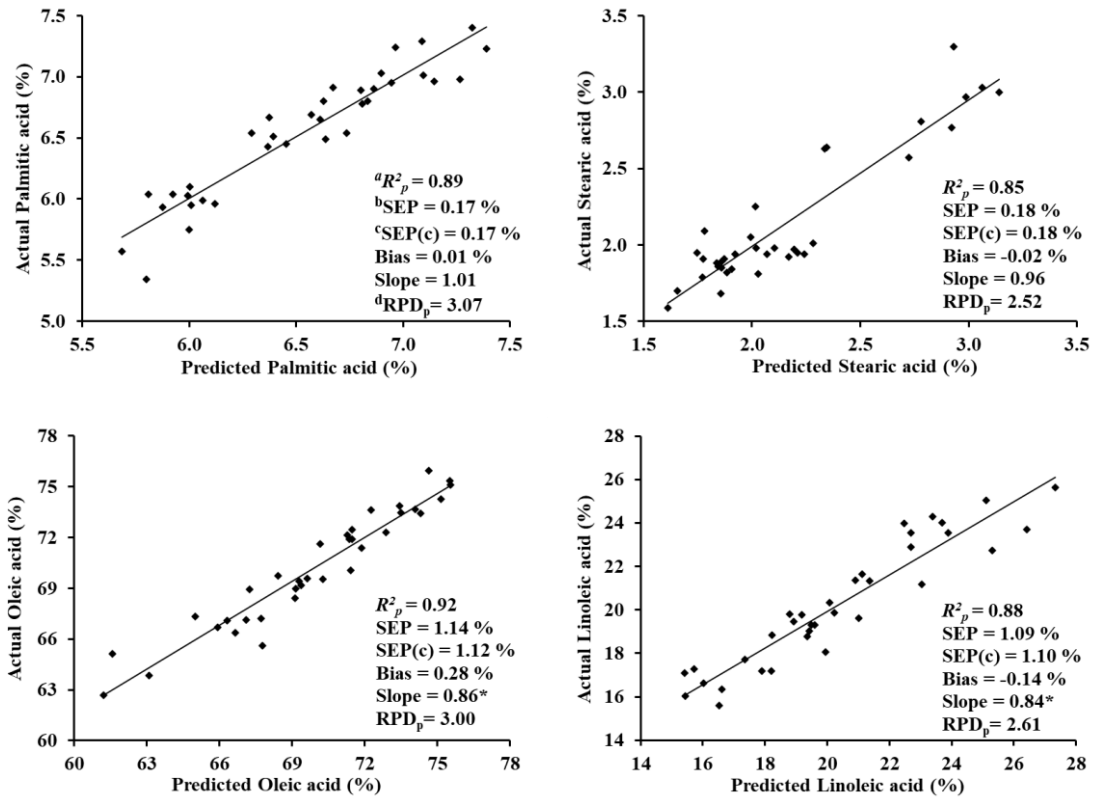 Actual Palmitic acid (%)
7.5
7.0
6.5
6.0
5.5
5.0
ᵃR²ₚ = 0.89
ᵇSEP = 0.17 %
ᶜSEP(c) = 0.17 %
Bias = 0.01 %
Slope = 1.01
ᵈRPDₚ= 3.07
5.5 6.0 6.5 7.0 7.5
Predicted Palmitic acid (%)
Actual Stearic acid (%)
3.5
3.0
2.5
2.0
1.5
R²ₚ = 0.85
SEP = 0.18 %
SEP(c) = 0.18 %
Bias = -0.02 %
Slope = 0.96
RPDₚ= 2.52
1.5 2.0 2.5 3.0 3.5
Predicted Stearic acid (%)
Actual Oleic acid (%)
78
75
72
69
66
63
60
R²ₚ = 0.92
SEP = 1.14 %
SEP(c) = 1.12 %
Bias = 0.28 %
Slope = 0.86*
RPDₚ= 3.00
60 63 66 69 72 75 78
Predicted Oleic acid (%)
Actual Linoleic acid (%)
28
26
24
22
20
18
16
14
R²ₚ = 0.88
SEP = 1.09 %
SEP(c) = 1.10 %
Bias = -0.14 %
Slope = 0.84*
RPDₚ= 2.61
14 16 18 20 22 24 26 28
Predicted Linoleic acid (%)